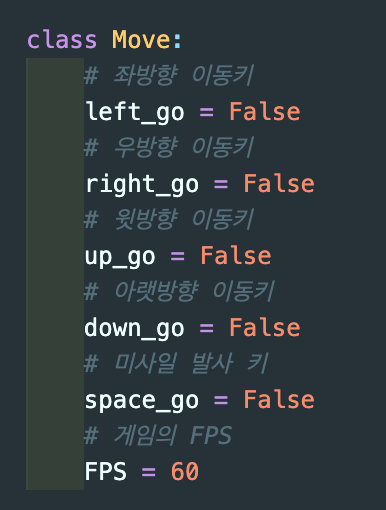 class Move:
# 좌방향 이동키
left_go = False
# 우방향 이동키
right_go = False
# 윗방향 이동키
up_go = False
# 아랫방향 이동키
down_go = False
# 미사일 발사 키
space_go = False
# 게임의 FPS
FPS = 60